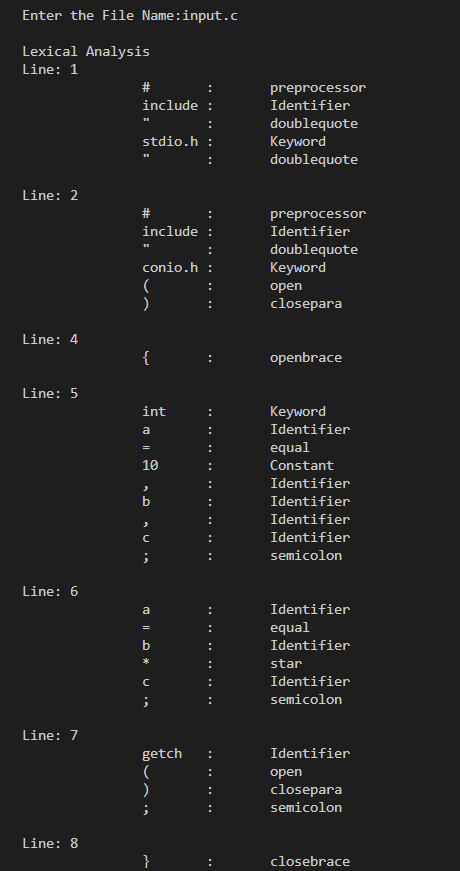 Enter the File Name:input.c
Lexical Analysis
Line: 1
# : preprocessor
include : Identifier
" : doublequote
stdio.h : Keyword
" : doublequote
Line: 2
# : preprocessor
include : Identifier
" : doublequote
conio.h : Keyword
( : open
) : closepara
Line: 4
{ : openbrace
Line: 5
int : Keyword
a : Identifier
= : equal
10 : Constant
, : Identifier
b : Identifier
, : Identifier
c : Identifier
; : semicolon
Line: 6
a : Identifier
= : equal
b : Identifier
* : star
c : Identifier
; : semicolon
Line: 7
getch : Identifier
( : open
) : closepara
; : semicolon
Line: 8
} : closebrace